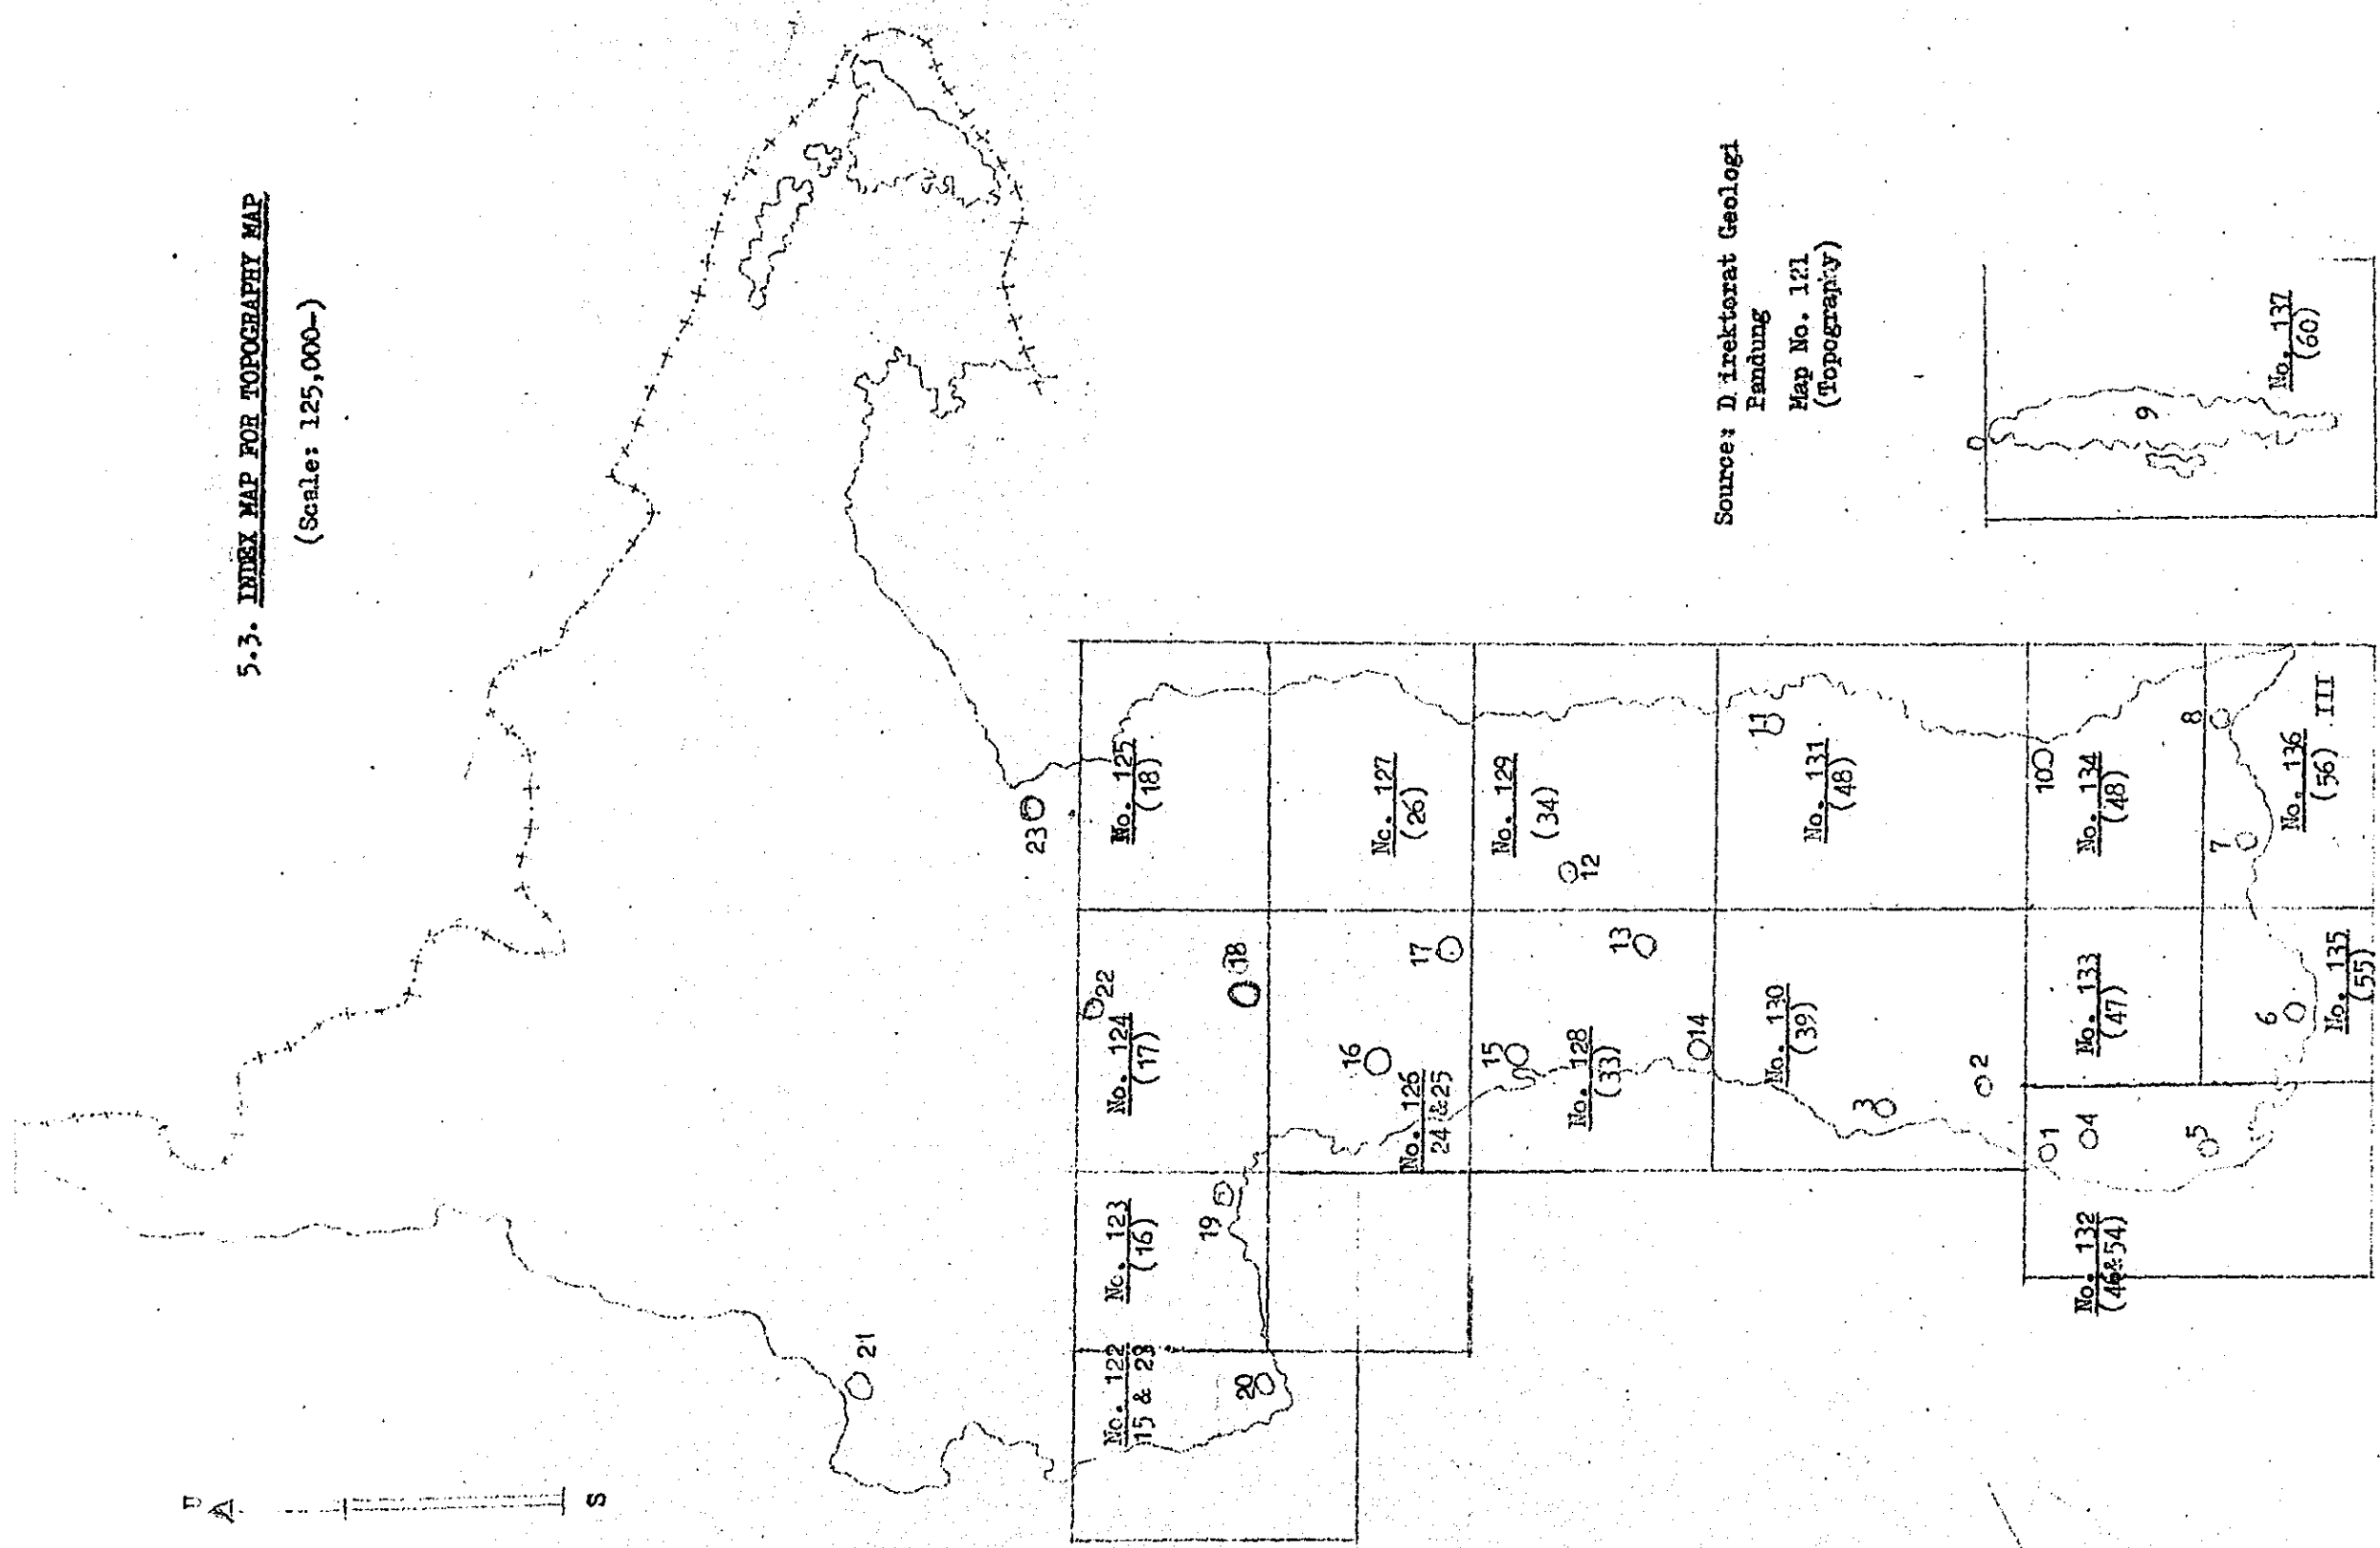 5.3. INDEX MAP FOR TOPOGRAPHY MAP
(Scale: 125,000-)
U
S
21
23
No. 122
15 & 23
No. 123
(16)
No. 124
(17)
22
No. 125
(18)
20
19
18
16
17
No. 126
24 &25
No. 127
(26)
15
No. 128
(33)
13
14
No. 129
(34)
12
No. 130
(39)
3
2
11
No. 131
(48)
1
4
5
No. 132
(46&54)
No. 133
(47)
10
No. 134
(48)
6
No. 135
(55)
7
8
No. 136
(56)
III
Source: Direktorat Geologi
Bandung
Map No. 121
(Topography)
9
No. 137
(60)